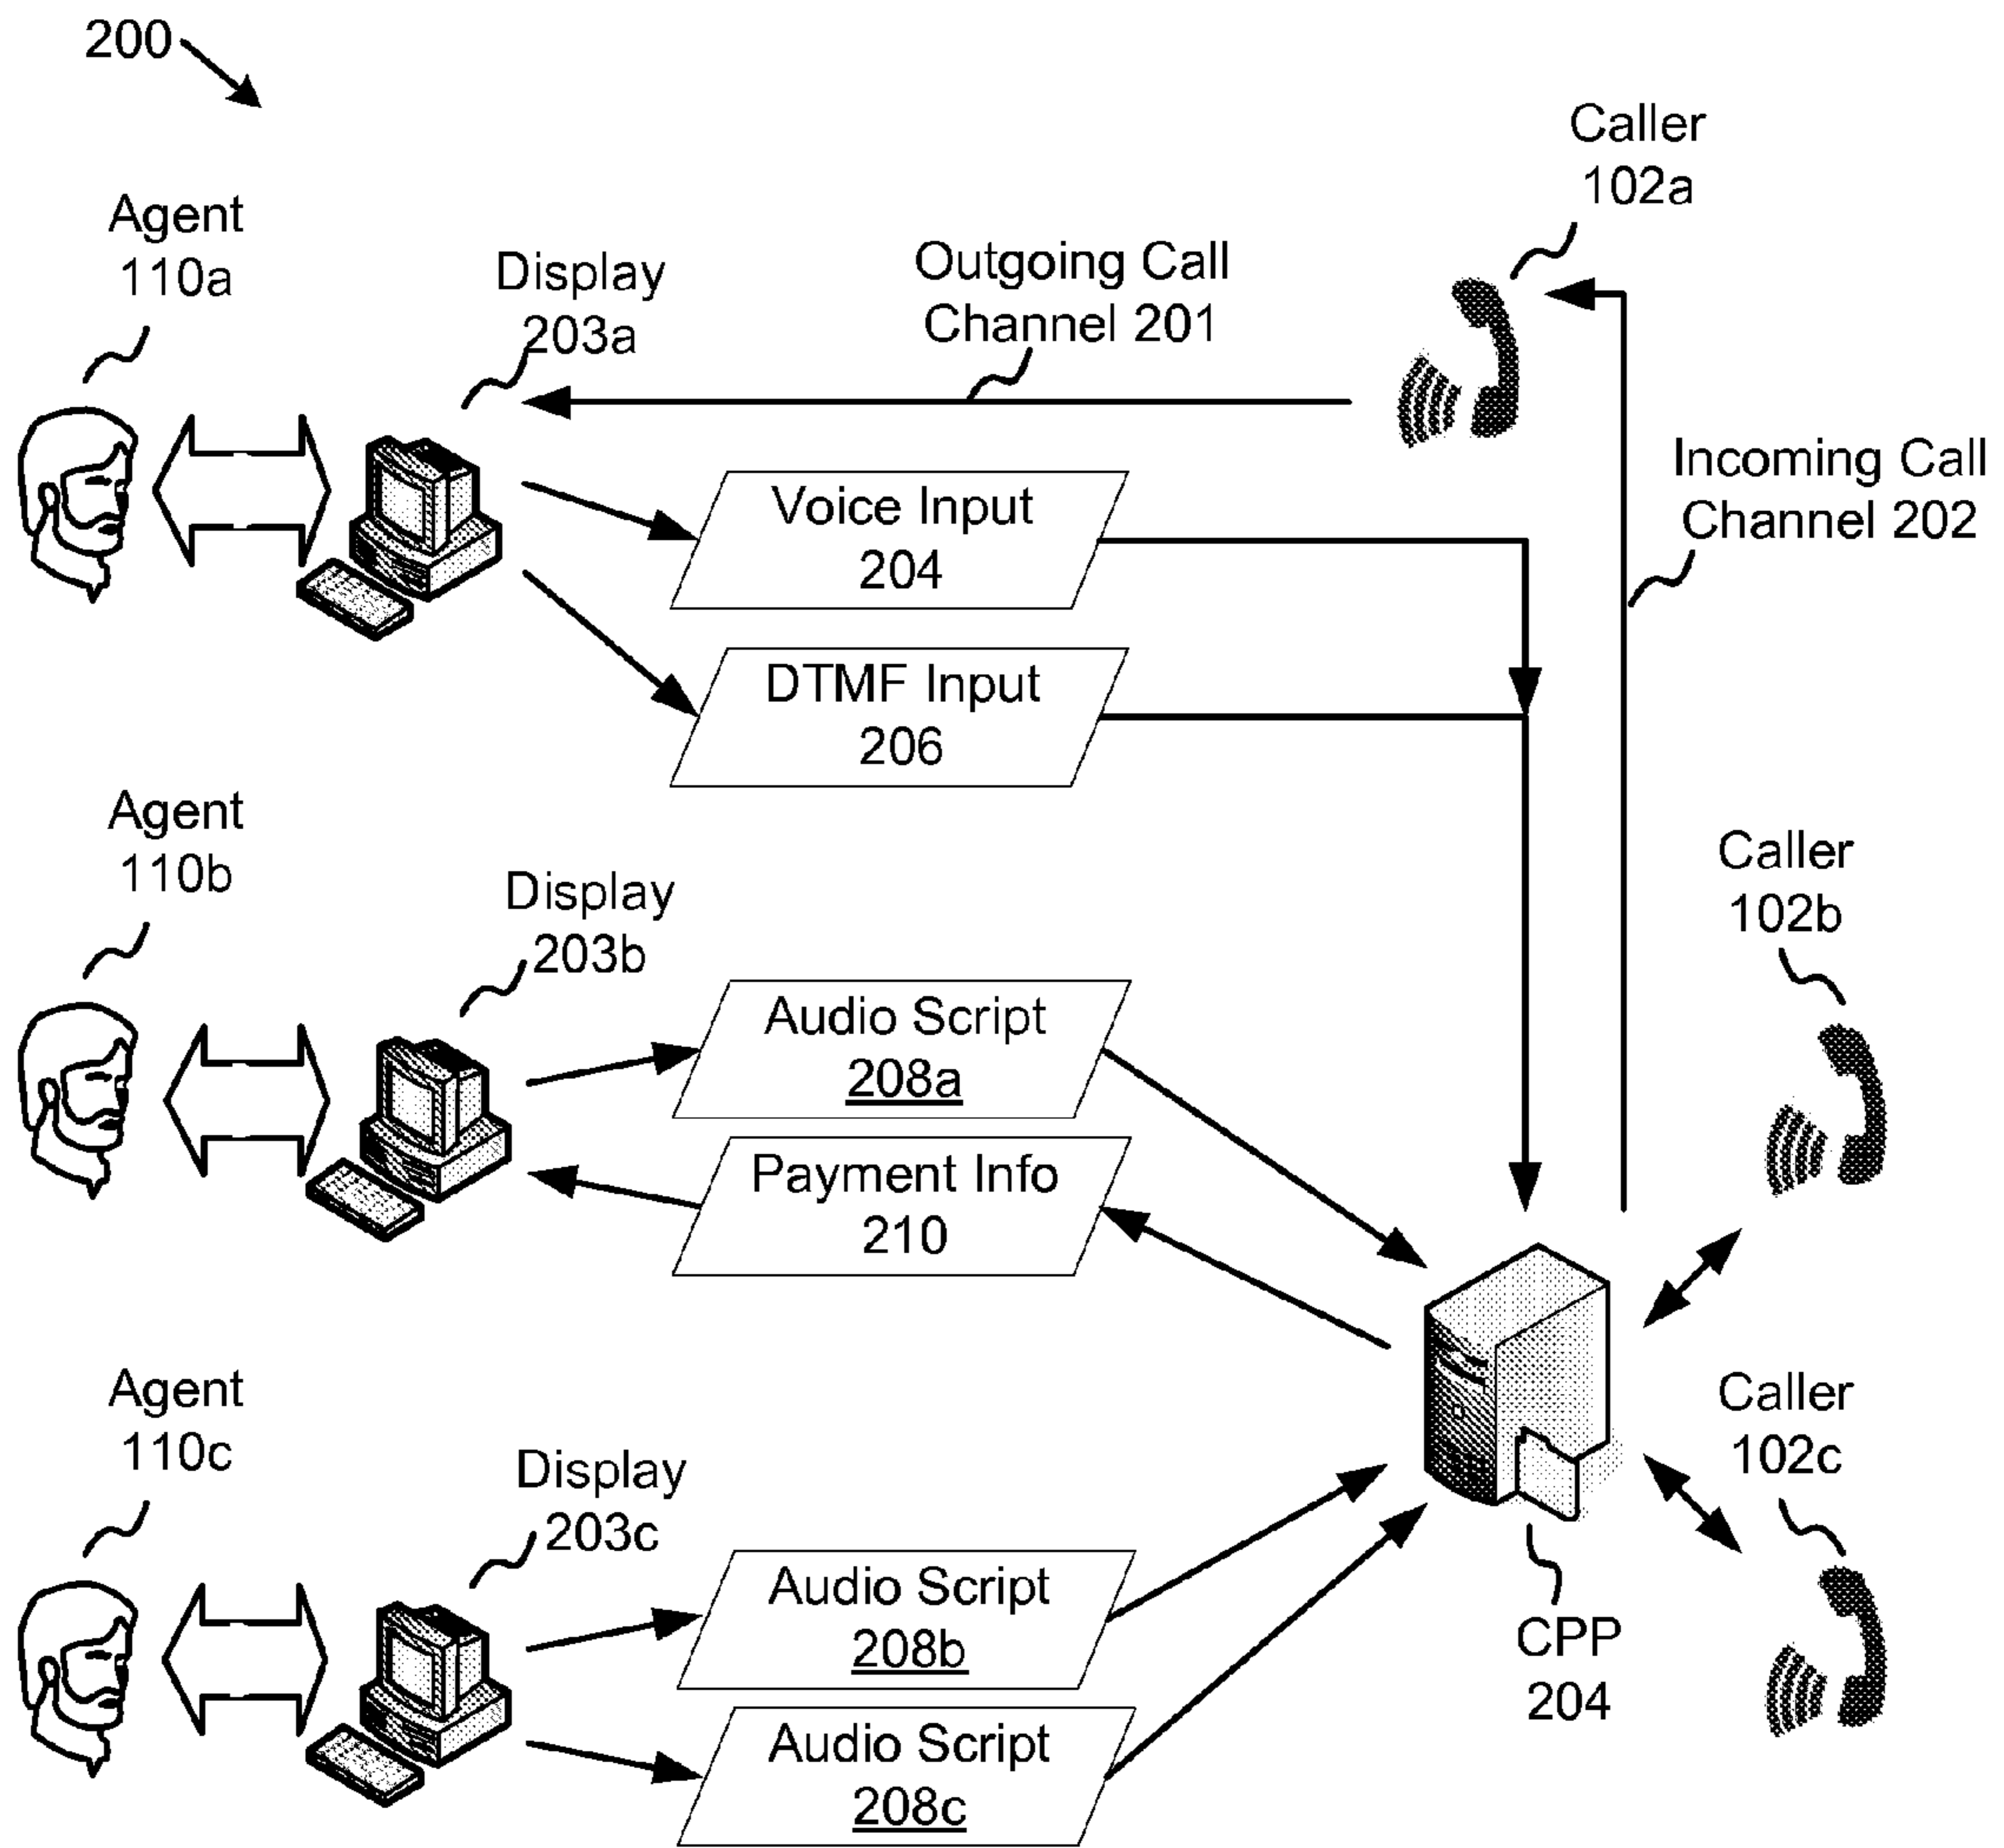 200
Caller
102a
Agent
110a
Display
203a
Outgoing Call
Channel 201
Incoming Call
Channel 202
Voice Input
204
DTMF Input
206
Agent
110b
Display
203b
Caller
102b
Audio Script
208a
Payment Info
210
Agent
110c
Display
203c
Caller
102c
Audio Script
208b
CPP
204
Audio Script
208c